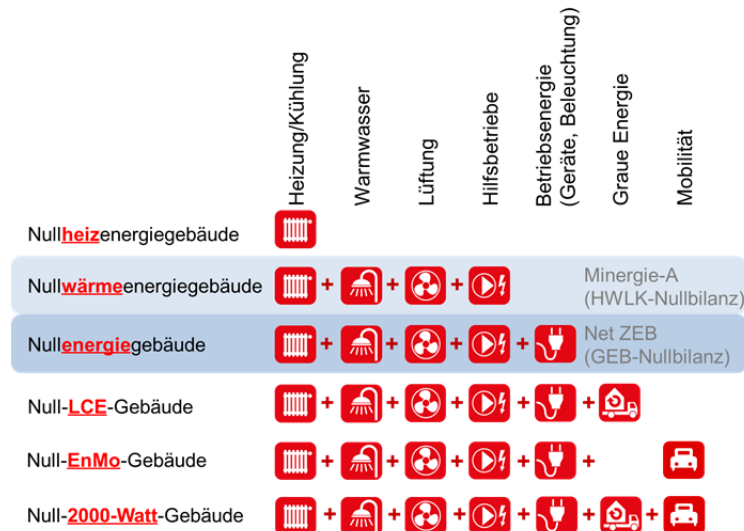 Heizung/Kühlung
Warmwasser
Lüftung
Hilfsbetriebe
Betriebsenergie
(Geräte, Beleuchtung)
Graue Energie
Mobilität
Nullheizenergiegebäude
Nullwärmeenergiegebäude + + + Minergie-A
(HWLK-Nullbilanz)
Nullenergiegebäude + + + + Net ZEB
(GEB-Nullbilanz)
Null-LCE-Gebäude + + + + +
Null-EnMo-Gebäude + + + + +
Null-2000-Watt-Gebäude + + + + + +